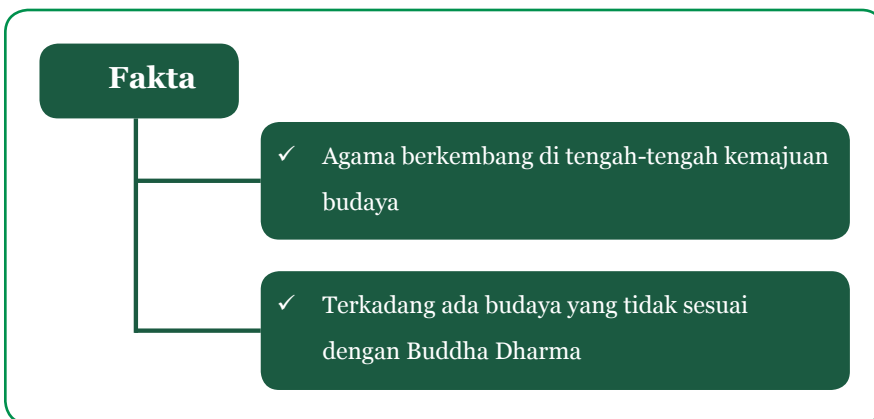 Fakta
✓ Agama berkembang di tengah-tengah kemajuan
budaya
✓ Terkadang ada budaya yang tidak sesuai
dengan Buddha Dharma